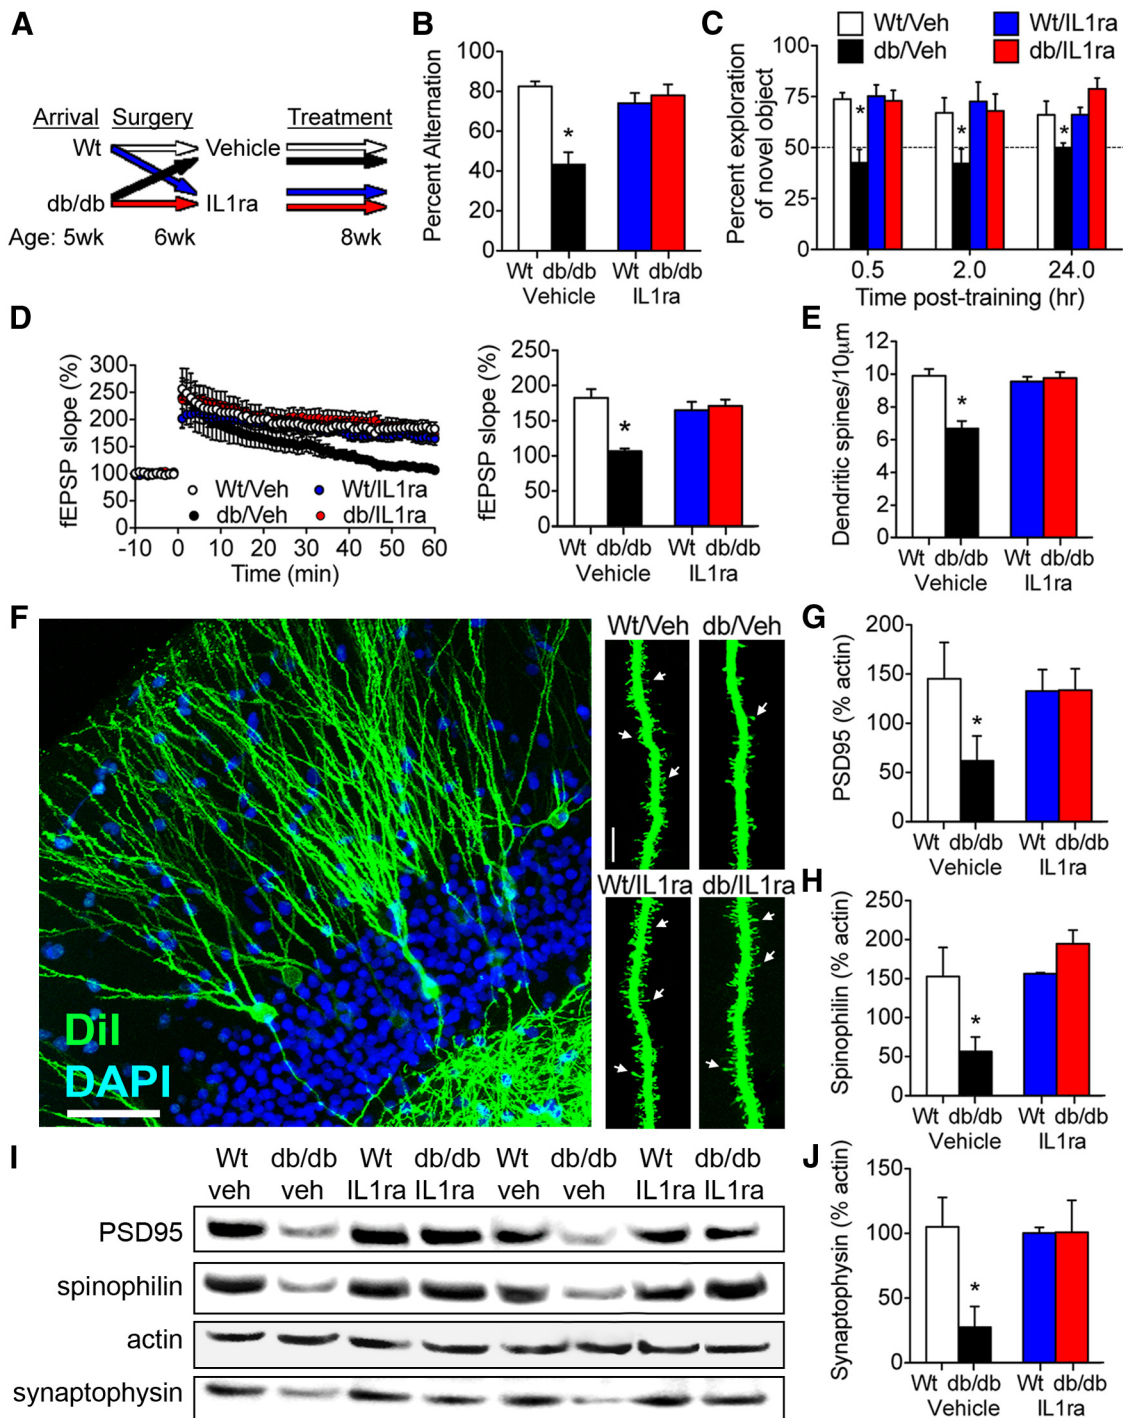 A
Arrival Surgery Treatment
Wt Vehicle
db/db IL1ra
Age: 5wk 6wk 8wk
B
Percent Alternation
100
80
60
40
20
0
*
Wt db/db Wt db/db
Vehicle IL1ra
C
Wt/Veh Wt/IL1ra
db/Veh db/IL1ra
Percent exploration
of novel object
100
75
50
25
0
* * *
0.5 2.0 24.0
Time post-training (hr)
D
fEPSP slope (%)
300
250
200
150
100
50
0
Wt/Veh Wt/IL1ra
db/Veh db/IL1ra
-10 0 10 20 30 40 50 60
Time (min)
fEPSP slope (%)
250
200
150
100
50
0
*
Wt db/db Wt db/db
Vehicle IL1ra
E
Dendritic spines/10µm
12
10
8
6
4
2
0
*
Wt db/db Wt db/db
Vehicle IL1ra
F
DiI
DAPI
Wt/Veh db/Veh
Wt/IL1ra db/IL1ra
G
PSD95 (% actin)
200
150
100
50
0
*
Wt db/db Wt db/db
Vehicle IL1ra
H
Spinophilin (% actin)
250
200
150
100
50
0
*
Wt db/db Wt db/db
Vehicle IL1ra
I
Wt db/db Wt db/db Wt db/db Wt db/db
veh veh IL1ra IL1ra veh veh IL1ra IL1ra
PSD95
spinophilin
actin
synaptophysin
J
Synaptophysin (% actin)
150
100
50
0
*
Wt db/db Wt db/db
Vehicle IL1ra